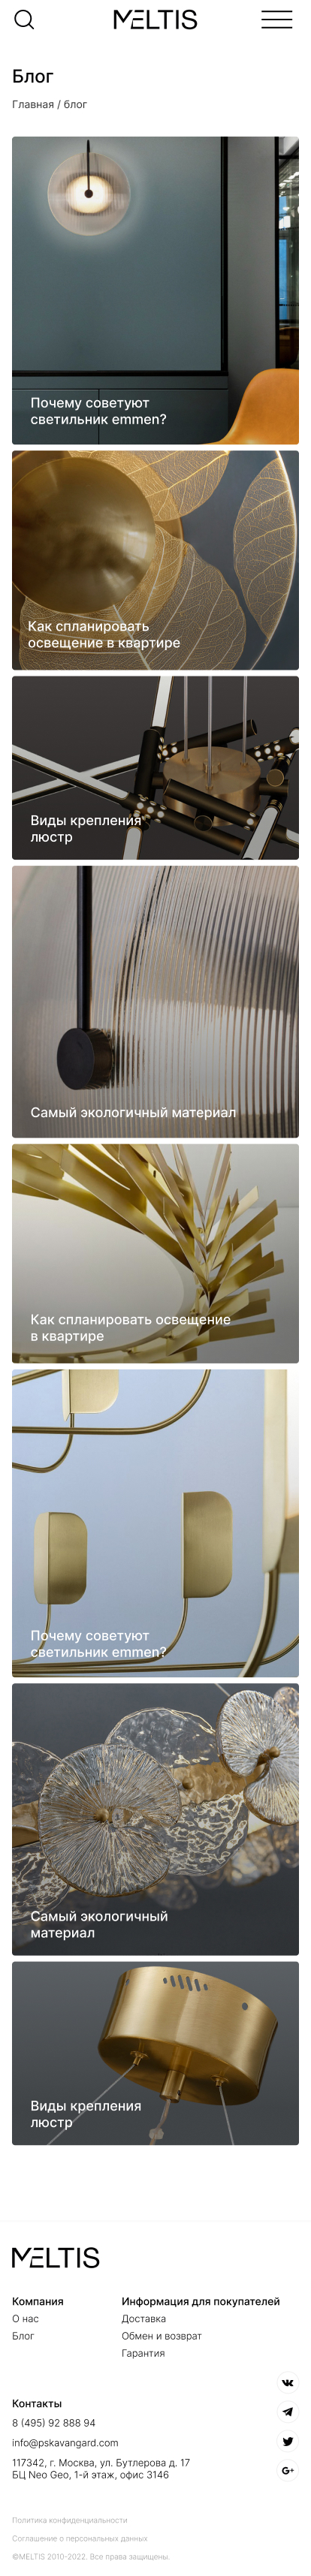 MELTIS
Блог
Главная / блог
Почему советуют
светильник emmen?
Как спланировать
освещение в квартире
Виды крепления
люстр
Самый экологичный материал
Как спланировать освещение
в квартире
Почему советуют
светильник emmen?
Самый экологичный
материал
Виды крепления
люстр
MELTIS
Компания
О нас
Блог
Информация для покупателей
Доставка
Обмен и возврат
Гарантия
Контакты
8 (495) 92 888 94
info@pskavangard.com
117342, г. Москва, ул. Бутлерова д. 17
БЦ Neo Geo, 1-й этаж, офис 3146
G+
Политика конфиденциальности
Соглашение о персональных данных
©MELTIS 2010-2022. Все права защищены.